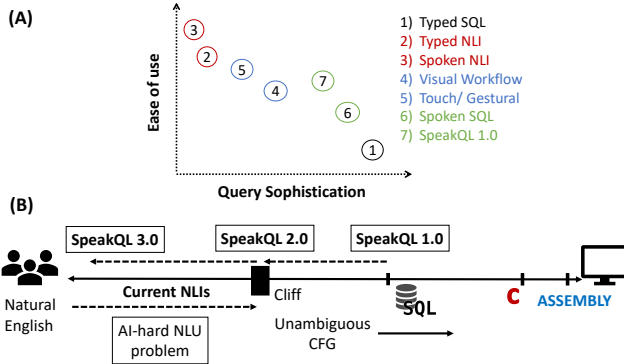 (A)
Ease of use
3
2
5
4
7
6
1
Query Sophistication
1) Typed SQL
2) Typed NLI
3) Spoken NLI
4) Visual Workflow
5) Touch/ Gestural
6) Spoken SQL
7) SpeakQL 1.0
(B)
SpeakQL 3.0
SpeakQL 2.0
SpeakQL 1.0
Current NLIs
Cliff
SQL
C
ASSEMBLY
Natural
English
AI-hard NLU
problem
Unambiguous
CFG